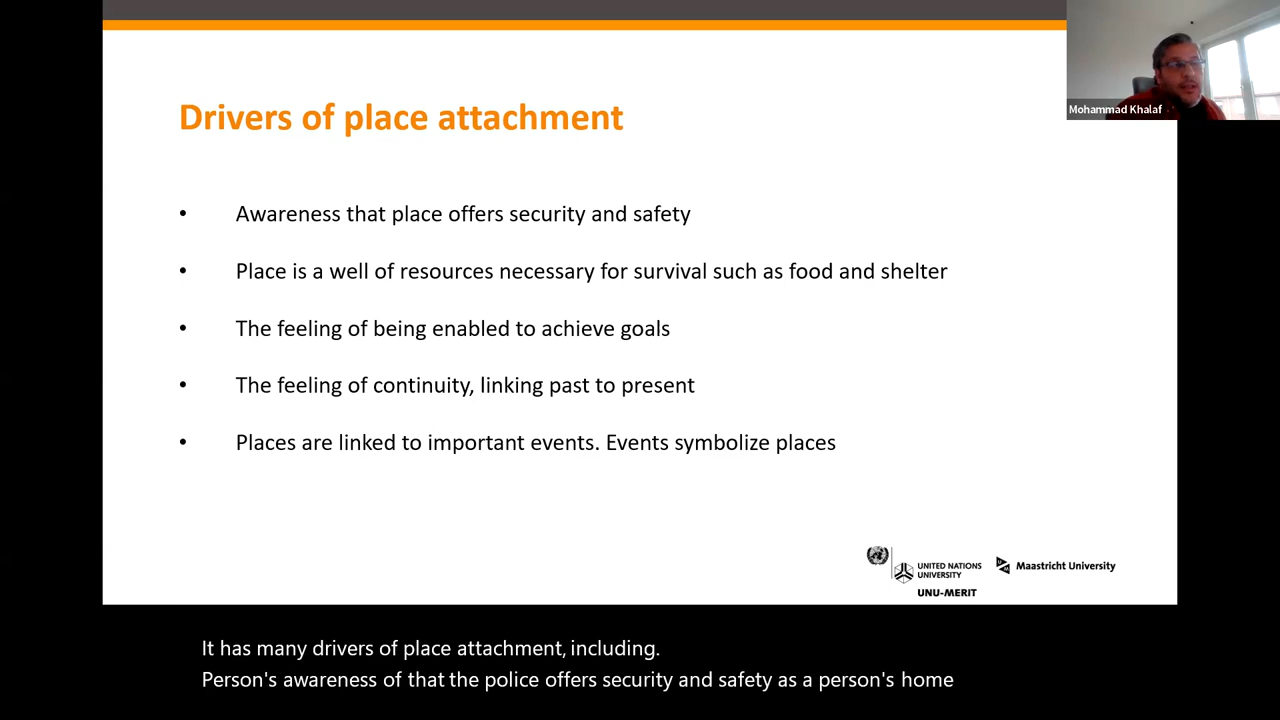 Mohammad Khalaf
Drivers of place attachment
• Awareness that place offers security and safety
• Place is a well of resources necessary for survival such as food and shelter
• The feeling of being enabled to achieve goals
• The feeling of continuity, linking past to present
• Places are linked to important events. Events symbolize places
UNITED NATIONS
UNIVERSITY
UNU-MERIT
Maastricht University
It has many drivers of place attachment, including.
Person's awareness of that the police offers security and safety as a person's home